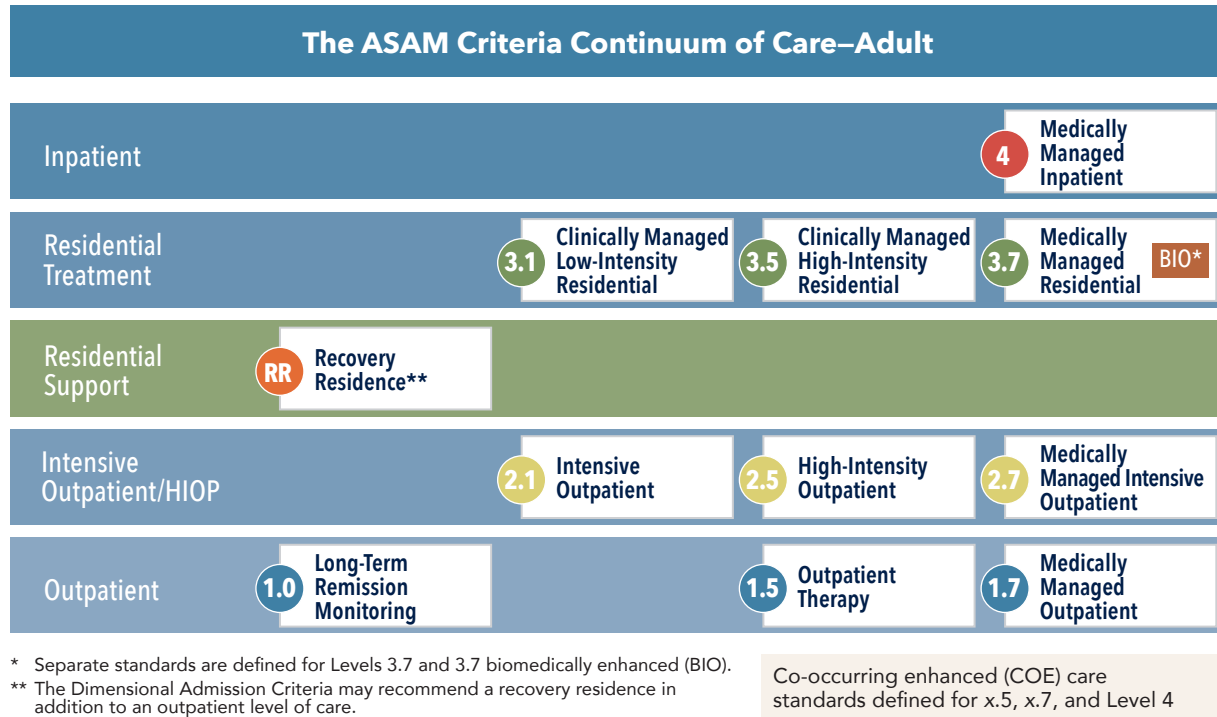 The ASAM Criteria Continuum of Care–Adult
Inpatient
4
Medically
Managed
Inpatient
Residential
Treatment
3.1
Clinically Managed
Low-Intensity
Residential
3.5
Clinically Managed
High-Intensity
Residential
3.7
Medically
Managed
Residential
BIO*
Residential
Support
RR
Recovery
Residence**
Intensive
Outpatient/HIOP
2.1
Intensive
Outpatient
2.5
High-Intensity
Outpatient
2.7
Medically
Managed Intensive
Outpatient
Outpatient
1.0
Long-Term
Remission
Monitoring
1.5
Outpatient
Therapy
1.7
Medically
Managed
Outpatient
* Separate standards are defined for Levels 3.7 and 3.7 biomedically enhanced (BIO).
** The Dimensional Admission Criteria may recommend a recovery residence in
addition to an outpatient level of care.
Co-occurring enhanced (COE) care
standards defined for x.5, x.7, and Level 4